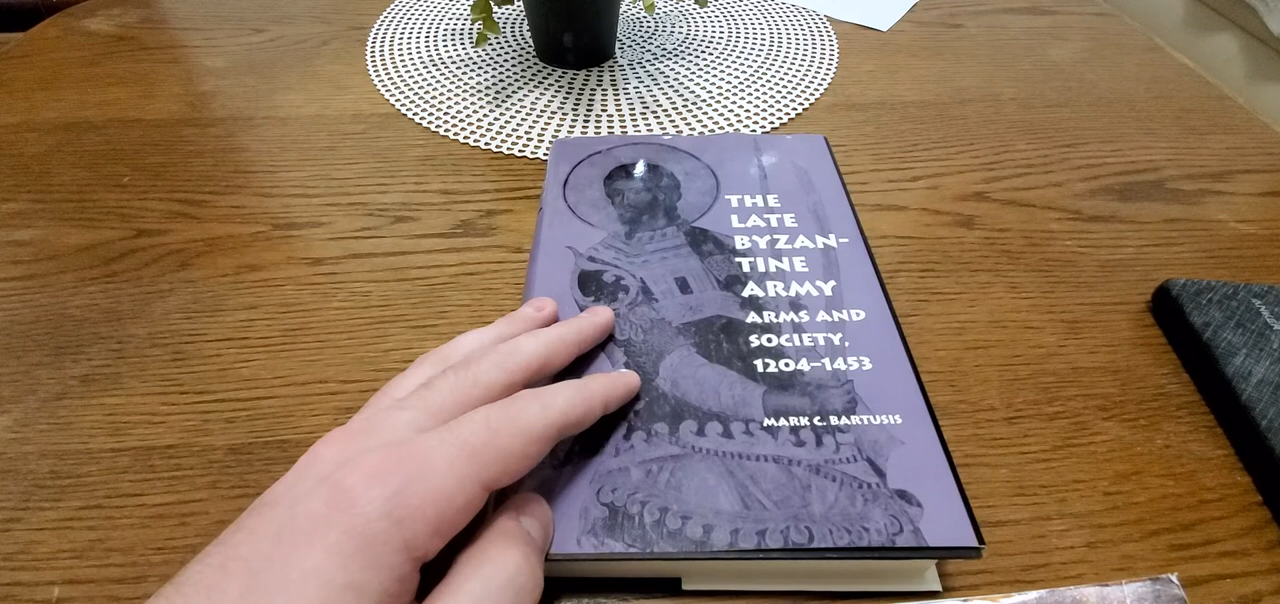 THE
LATE
BYZAN-
TINE
ARMY
ARMS AND
SOCIETY,
1204–1453
MARK C. BARTUSIS